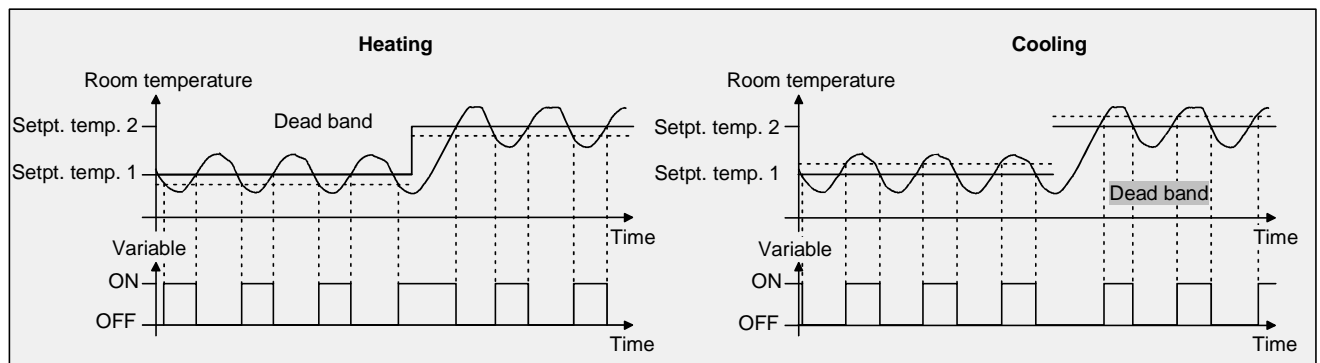 Heating
Room temperature
Dead band
Setpt. temp. 2
Setpt. temp. 1
Time
Variable
ON
OFF
Time
Cooling
Room temperature
Setpt. temp. 2
Setpt. temp. 1
Dead band
Time
Variable
ON
OFF
Time